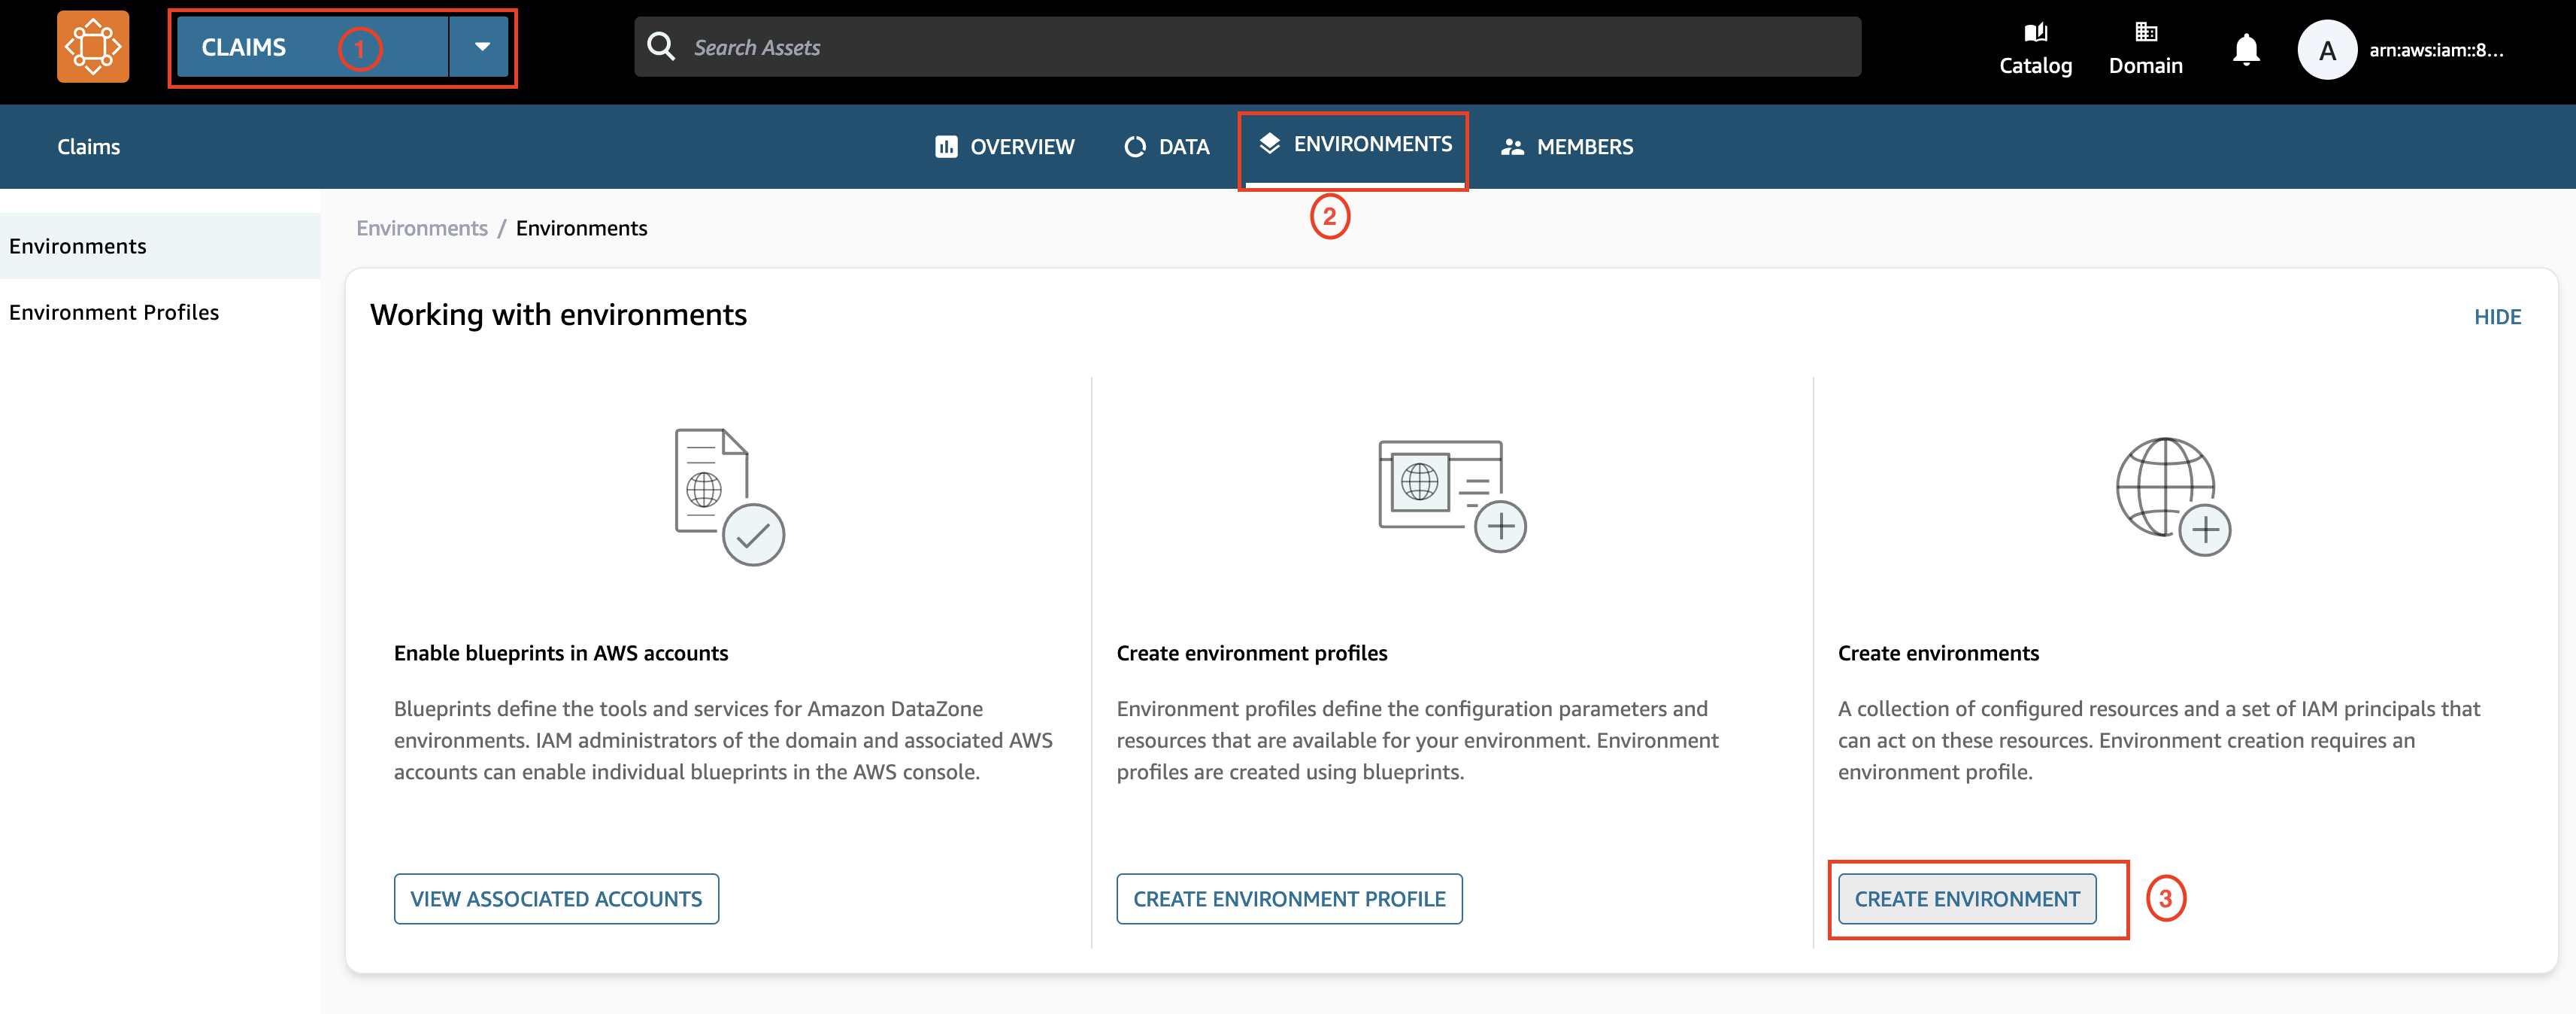 CLAIMS
1
Search Assets
Catalog
Domain
A
arn:aws:iam::8...
Claims
OVERVIEW
DATA
ENVIRONMENTS
MEMBERS
2
Environments
Environment Profiles
Environments / Environments
Working with environments
HIDE
Enable blueprints in AWS accounts
Blueprints define the tools and services for Amazon DataZone
environments. IAM administrators of the domain and associated AWS
accounts can enable individual blueprints in the AWS console.
VIEW ASSOCIATED ACCOUNTS
Create environment profiles
Environment profiles define the configuration parameters and
resources that are available for your environment. Environment
profiles are created using blueprints.
CREATE ENVIRONMENT PROFILE
Create environments
A collection of configured resources and a set of IAM principals that
can act on these resources. Environment creation requires an
environment profile.
CREATE ENVIRONMENT
3